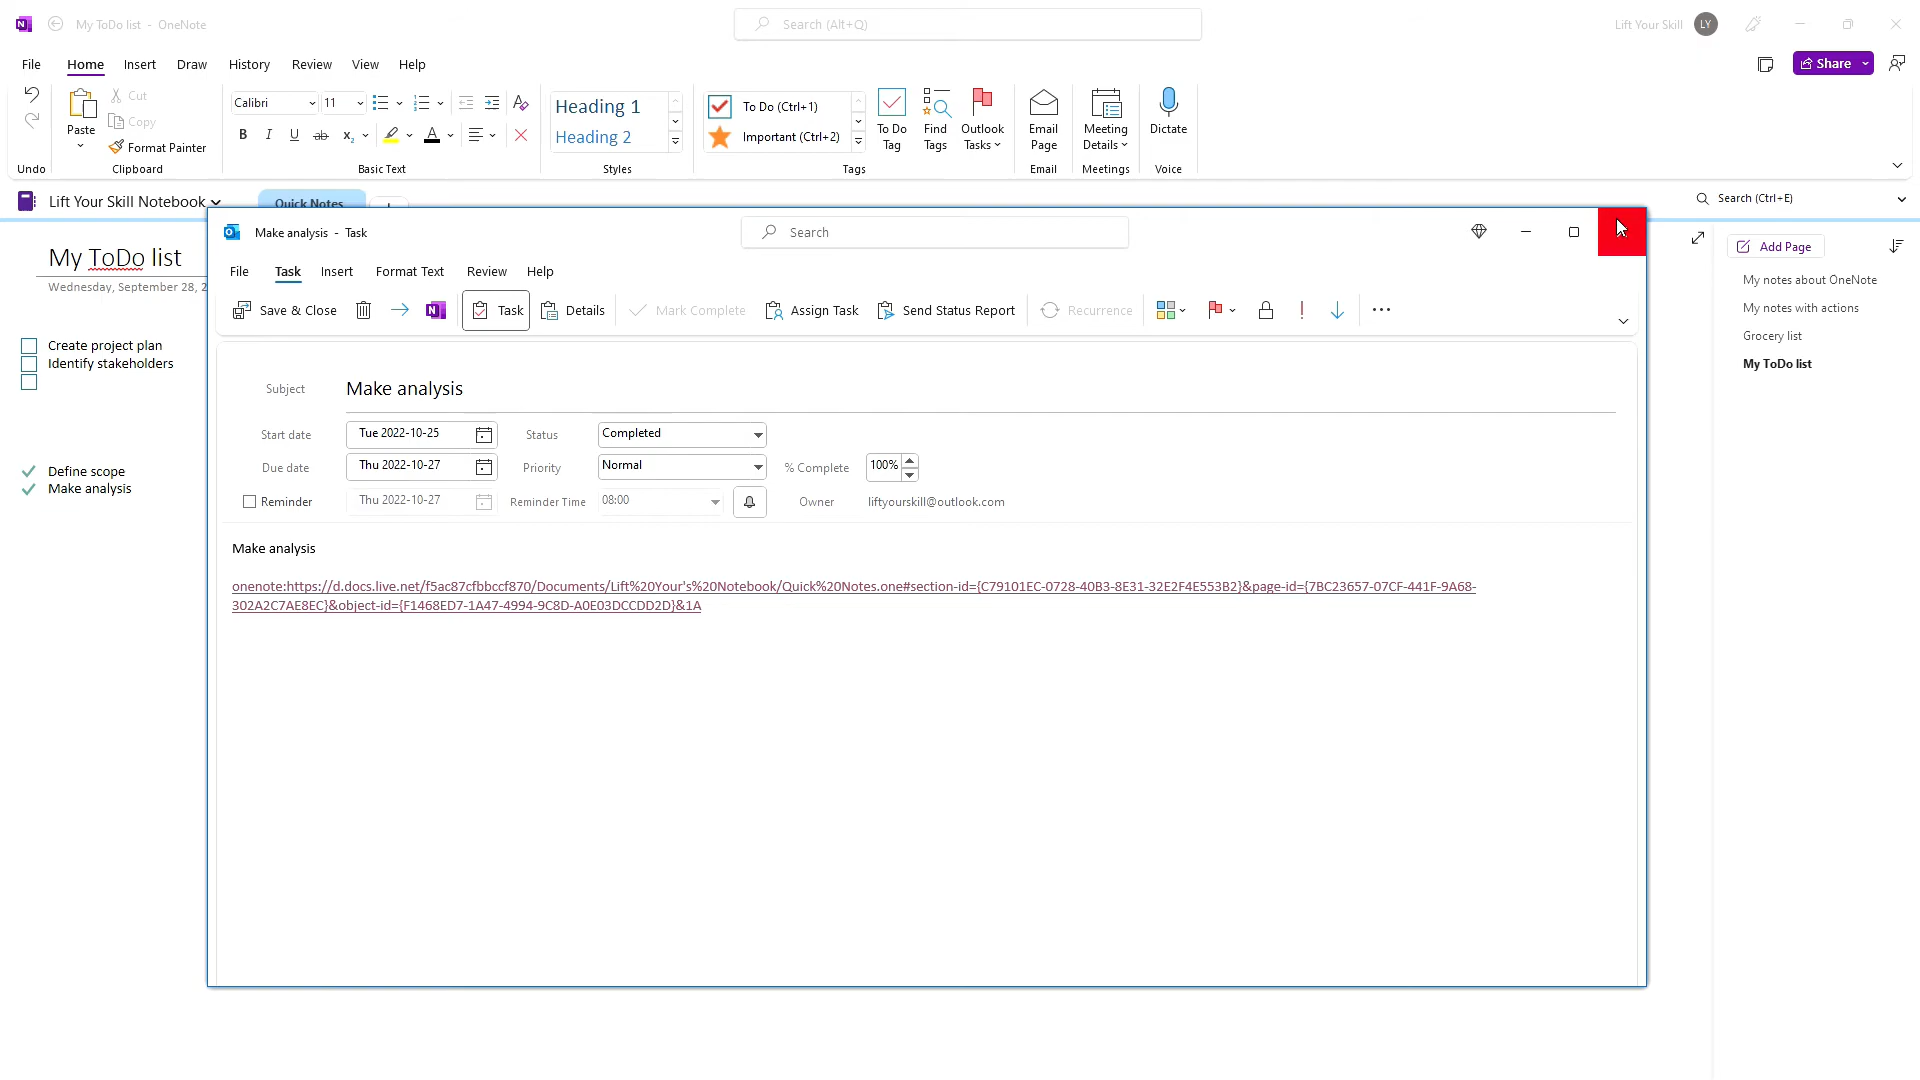 My ToDo list - OneNote
Search (Alt+Q)
Lift Your Skill LY
File Home Insert Draw History Review View Help
Share
Paste
Cut
Copy
Format Painter
Calibri 11
B I U ab x₂ A
Heading 1
Heading 2
To Do (Ctrl+1)
Important (Ctrl+2)
To Do Tag
Find Tags
Outlook Tasks
Email Page
Meeting Details
Dictate
Undo Clipboard Basic Text Styles Tags Email Meetings Voice
Lift Your Skill Notebook
Quick Notes
Search (Ctrl+E)
My ToDo list
Wednesday, September 28, 2
Create project plan
Identify stakeholders
Define scope
Make analysis
Make analysis - Task
Search
File Task Insert Format Text Review Help
Save & Close Task Details Mark Complete Assign Task Send Status Report Recurrence
Subject Make analysis
Start date Tue 2022-10-25 Status Completed
Due date Thu 2022-10-27 Priority Normal % Complete 100%
Reminder Thu 2022-10-27 Reminder Time 08:00 Owner liftyourskill@outlook.com
Make analysis
onenote:https://d.docs.live.net/f5ac87cfbbccf870/Documents/Lift%20Your's%20Notebook/Quick%20Notes.one#section-id={C79101EC-0728-40B3-8E31-32E2F4E553B2}&page-id={7BC23657-07CF-441F-9A68-
302A2C7AE8EC}&object-id={F1468ED7-1A47-4994-9C8D-A0E03DCCDD2D}&1A
Add Page
My notes about OneNote
My notes with actions
Grocery list
My ToDo list